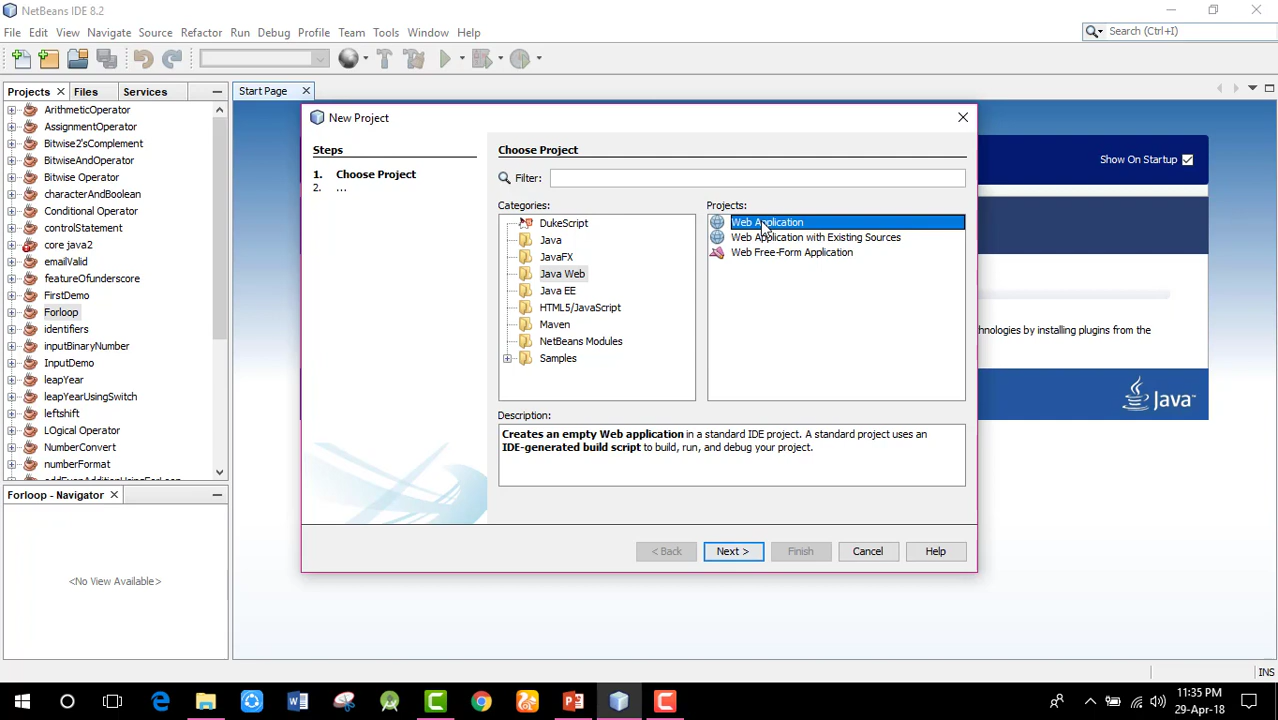 NetBeans IDE 8.2
File Edit View Navigate Source Refactor Run Debug Profile Team Tools Window Help
Search (Ctrl+I)
Projects Files Services
Start Page
ArithmeticOperator
AssignmentOperator
Bitwise2'sComplement
BitwiseAndOperator
Bitwise Operator
characterAndBoolean
Conditional Operator
controlStatement
core java2
emailValid
featureOfunderscore
FirstDemo
Forloop
identifiers
inputBinaryNumber
InputDemo
leapYear
leapYearUsingSwitch
leftshift
LOgical Operator
NumberConvert
numberFormat
Forloop - Navigator
<No View Available>
New Project
Steps
1. Choose Project
2. ...
Choose Project
Filter:
Categories:
DukeScript
Java
JavaFX
Java Web
Java EE
HTML5/JavaScript
Maven
NetBeans Modules
Samples
Projects:
Web Application
Web Application with Existing Sources
Web Free-Form Application
Description:
Creates an empty Web application in a standard IDE project. A standard project uses an
IDE-generated build script to build, run, and debug your project.
< Back Next > Finish Cancel Help
Show On Startup
hnologies by installing plugins from the
Java
INS
11:35 PM
29-Apr-18